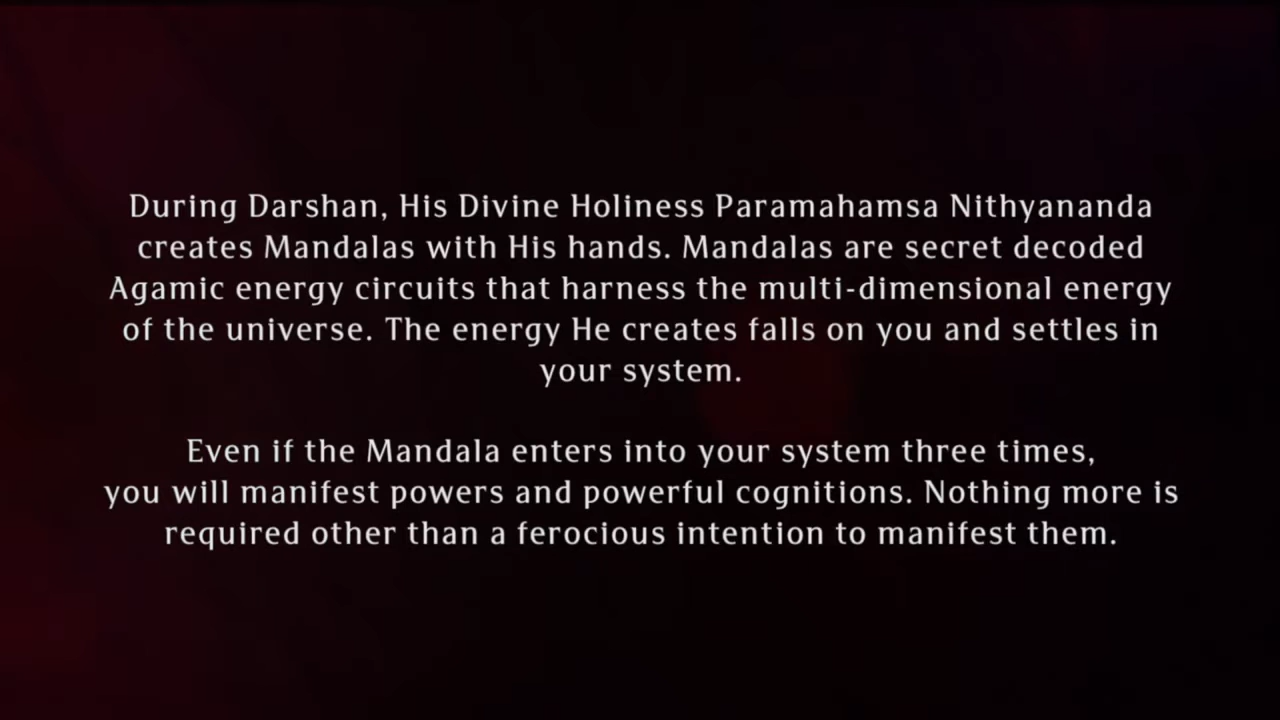 During Darshan, His Divine Holiness Paramahamsa Nithyananda
creates Mandalas with His hands. Mandalas are secret decoded
Agamic energy circuits that harness the multi-dimensional energy
of the universe. The energy He creates falls on you and settles in
your system.
Even if the Mandala enters into your system three times,
you will manifest powers and powerful cognitions. Nothing more is
required other than a ferocious intention to manifest them.